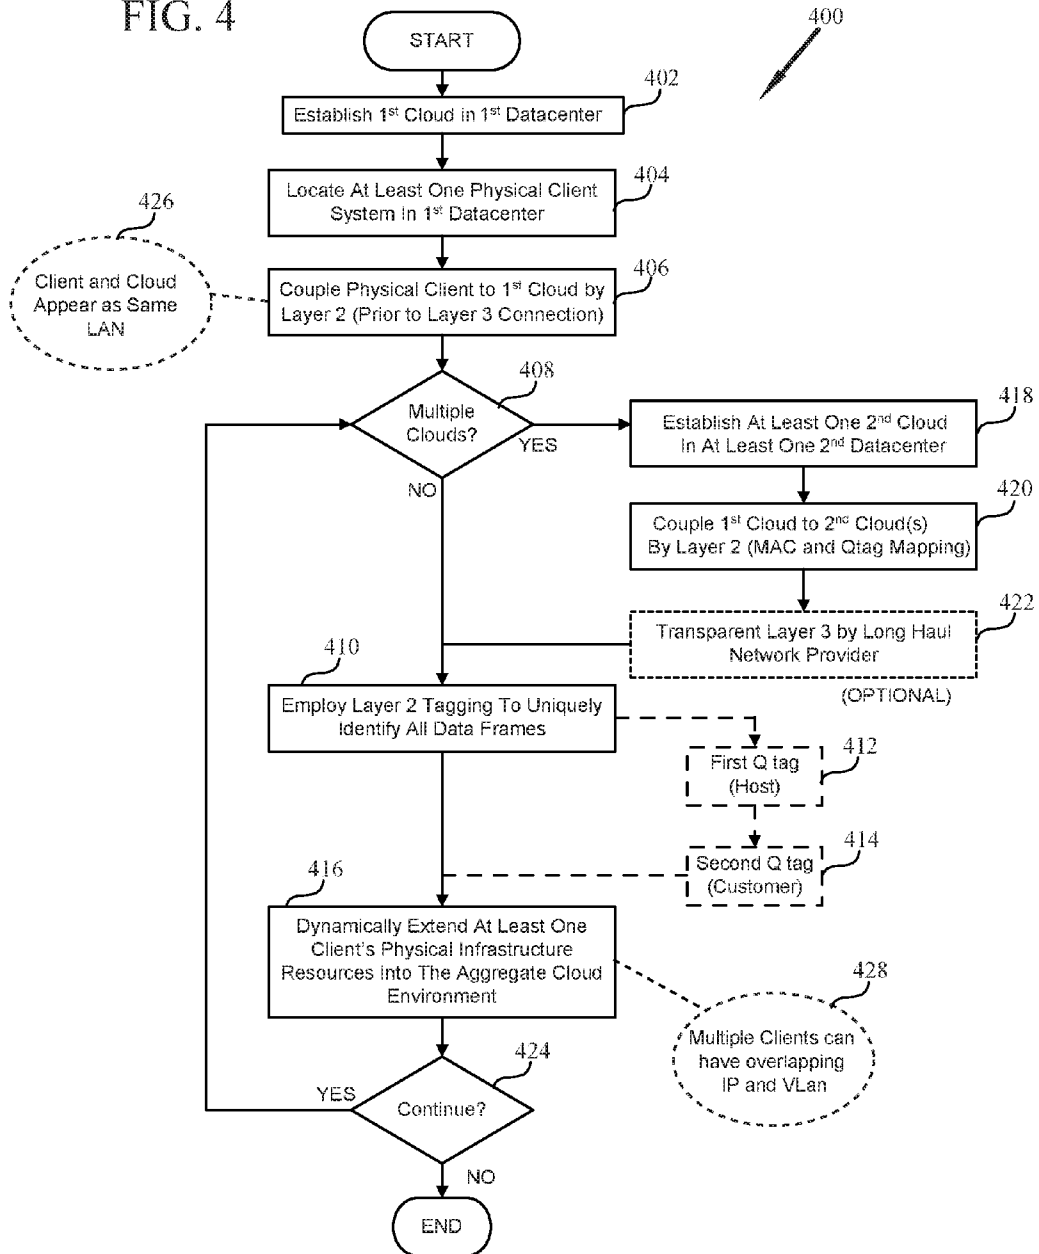 FIG. 4
400
START
402
Establish 1st Cloud in 1st Datacenter
404
Locate At Least One Physical Client
System In 1st Datacenter
426
Client and Cloud
Appear as Same
LAN
406
Couple Physical Client to 1st Cloud by
Layer 2 (Prior to Layer 3 Connection)
408
Multiple
Clouds?
YES
NO
418
Establish At Least One 2nd Cloud
In At Least One 2nd Datacenter
420
Couple 1st Cloud to 2nd Cloud(s)
By Layer 2 (MAC and Qtag Mapping)
422
Transparent Layer 3 by Long Haul
Network Provider
(OPTIONAL)
410
Employ Layer 2 Tagging To Uniquely
Identify All Data Frames
412
First Q tag
(Host)
414
Second Q tag
(Customer)
416
Dynamically Extend At Least One
Client's Physical Infrastructure
Resources Into The Aggregate Cloud
Environment
428
Multiple Clients can
have overlapping
IP and VLan
424
Continue?
YES
NO
END